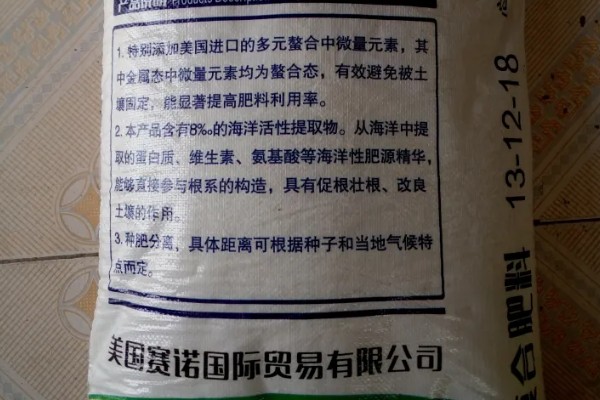 产品说明 Products Description
1. 特别添加美国进口的多元螯合中微量元素，其
中金属态中微量元素均为螯合态，有效避免被土
壤固定，能显著提高肥料利用率。
2. 本产品含有8‰的海洋活性提取物。从海洋中提
取的蛋白质、维生素、氨基酸等海洋性肥源精华，
能够直接参与根系的构造，具有促根壮根、改良
土壤的作用。
3. 种肥分离，具体距离可根据种子和当地气候特
点而定。
美国赛诺国际贸易有限公司
复合肥料 13-12-18 总